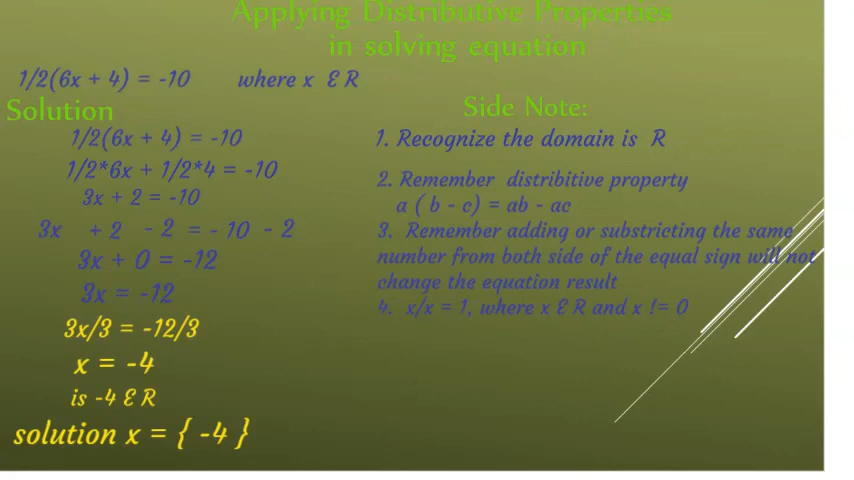 Applying Distributive Properties
in solving equation
1/2(6x + 4) = -10 where x ℇ R
Solution
1/2(6x + 4) = -10
1/2*6x + 1/2*4 = -10
3x + 2 = -10
3x + 2 - 2 = - 10 - 2
3x + 0 = -12
3x = -12
3x/3 = -12/3
x = -4
is -4 ℇ R
solution x = { -4 }
Side Note:
1. Recognize the domain is R
2. Remember distribitive property
a ( b - c) = ab - ac
3. Remember adding or substricting the same
number from both side of the equal sign will not
change the equation result
4. x/x = 1, where x ℇ R and x != 0